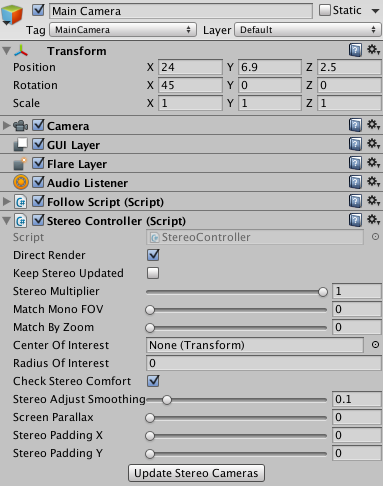 Main Camera Static
Tag MainCamera Layer Default
Transform
Position X 24 Y 6.9 Z 2.5
Rotation X 45 Y 0 Z 0
Scale X 1 Y 1 Z 1
Camera
GUI Layer
Flare Layer
Audio Listener
Follow Script (Script)
Stereo Controller (Script)
Script StereoController
Direct Render
Keep Stereo Updated
Stereo Multiplier 1
Match Mono FOV 0
Match By Zoom 0
Center Of Interest None (Transform)
Radius Of Interest 0
Check Stereo Comfort
Stereo Adjust Smoothing 0.1
Screen Parallax 0
Stereo Padding X 0
Stereo Padding Y 0
Update Stereo Cameras